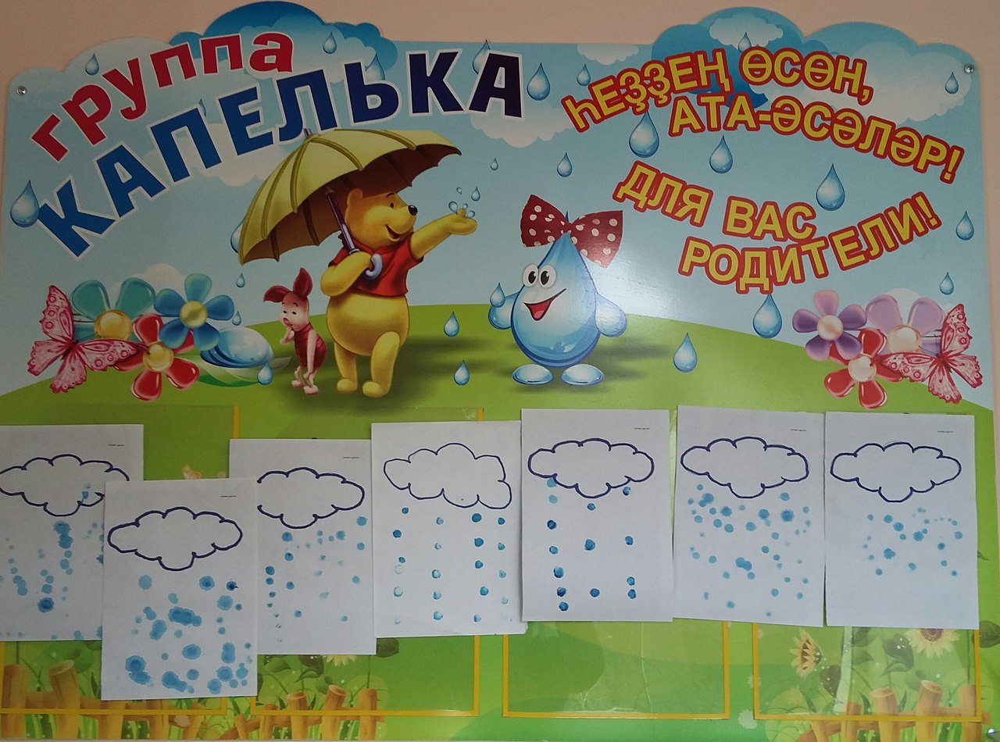 группа
КАПЕЛЬКА
ҺЕҘҘЕҢ ӨСӨН,
АТА-ӘСӘЛӘР!
ДЛЯ ВАС
РОДИТЕЛИ!